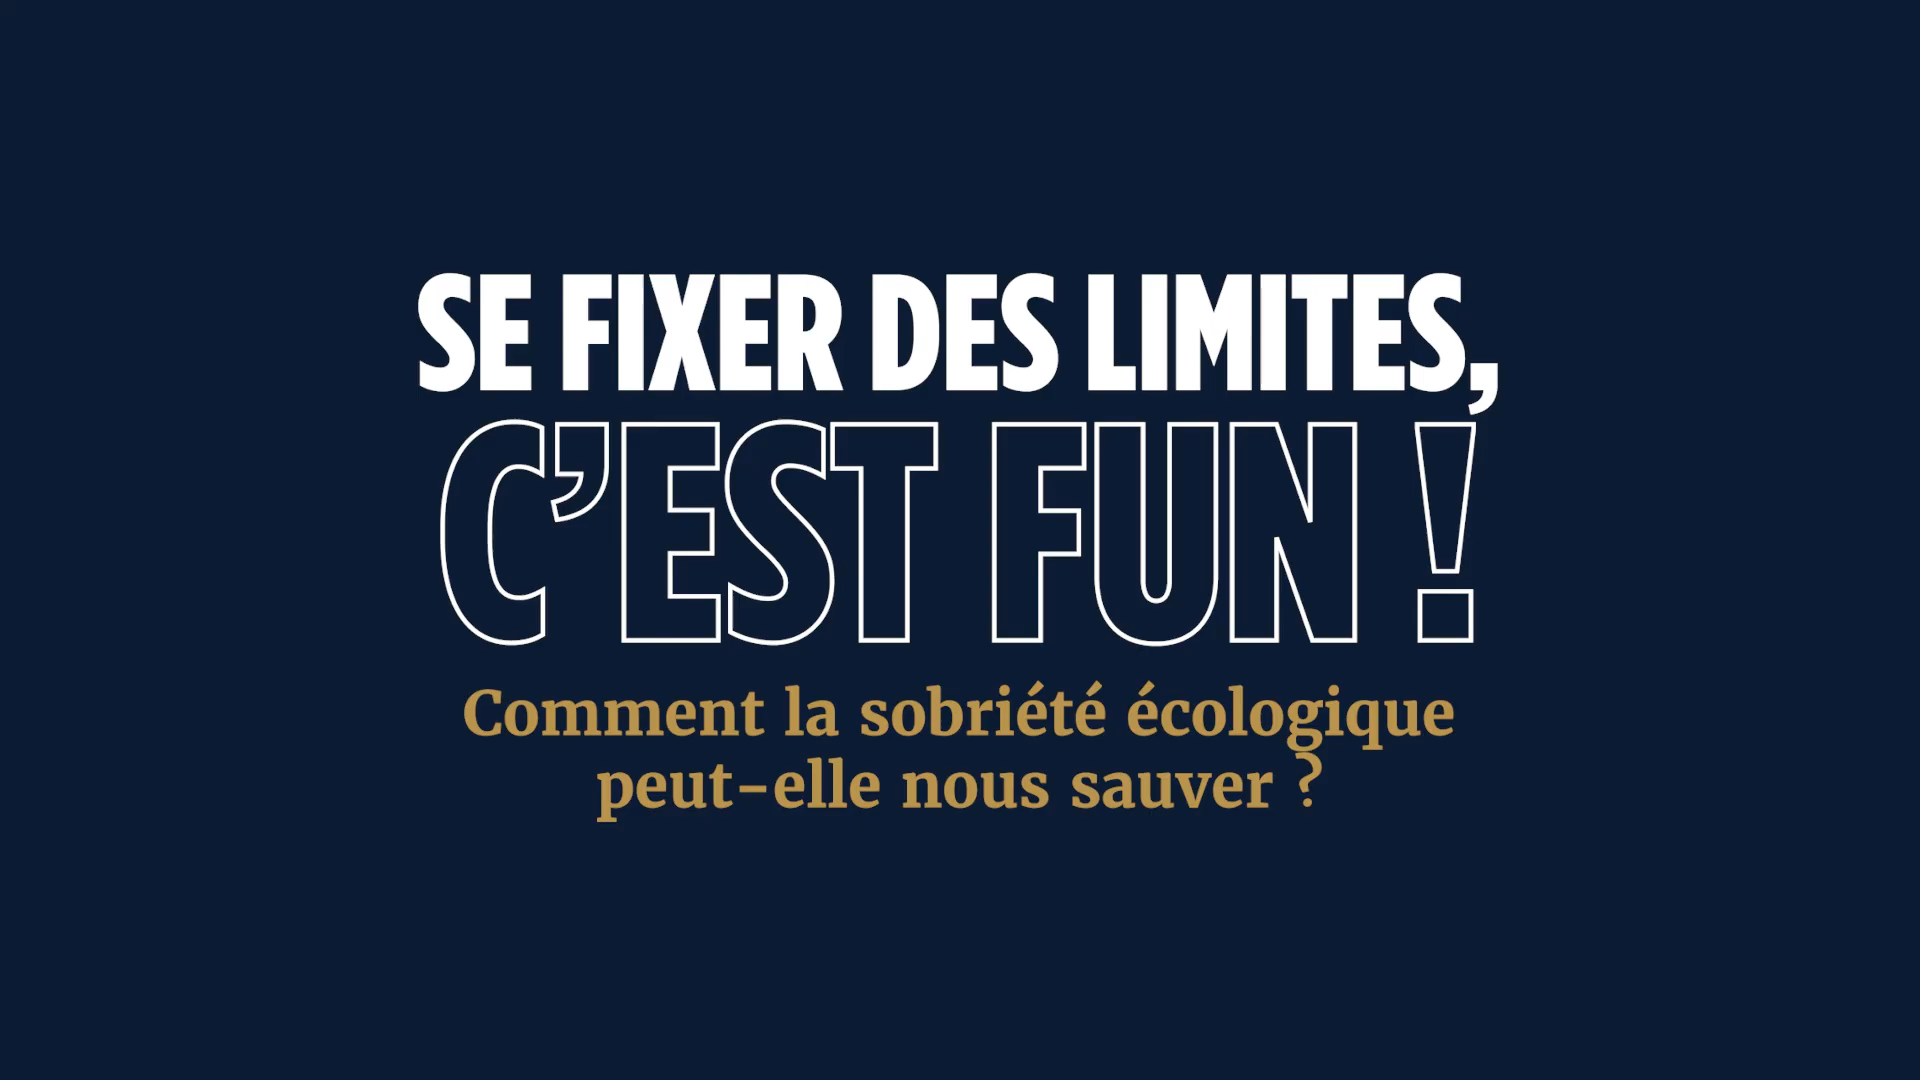 SE FIXER DES LIMITES,
C’EST FUN !
Comment la sobriété écologique
peut-elle nous sauver ?